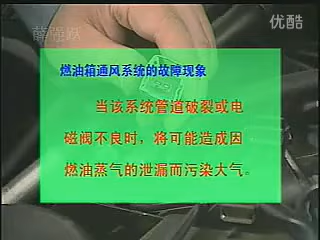 优酷
燃油箱通风系统的故障现象
当该系统管道破裂或电
磁阀不良时，将可能造成因
燃油蒸气的泄漏而污染大气。